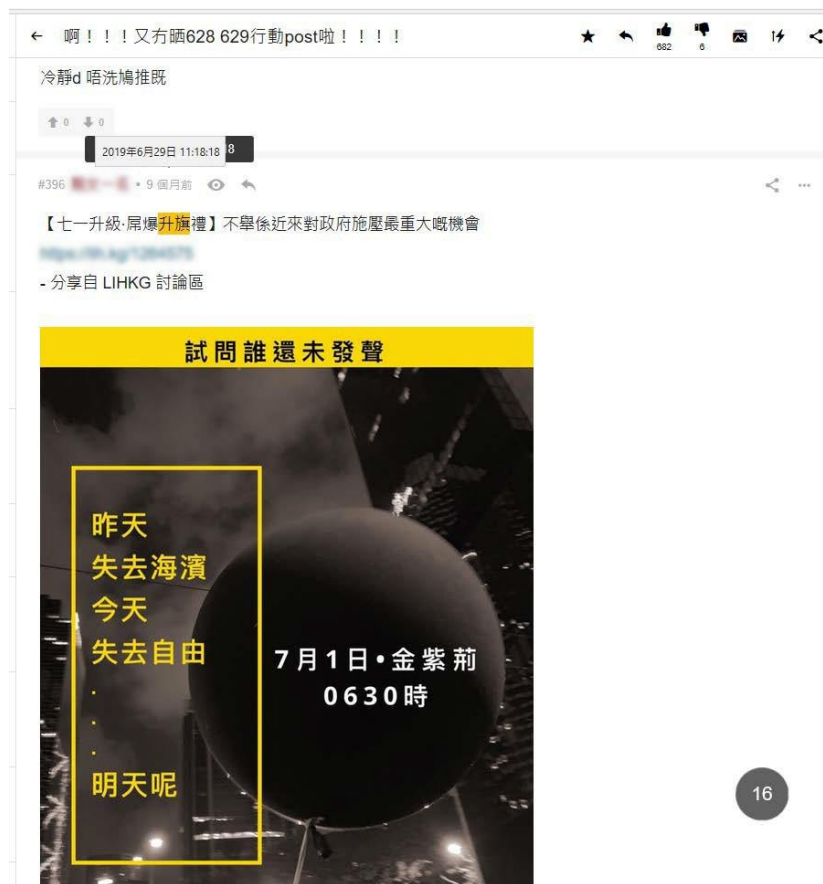 啊！！！又冇晒628 629行動post啦！！！！
682
6
冷靜d 唔洗鳩推既
0 0
2019年6月29日 11:18:18
8
#396 • 9 個月前
【七一升級‧屌爆升旗禮】不舉係近來對政府施壓最重大嘅機會
- 分享自 LIHKG 討論區
試問誰還未發聲
昨天
失去海濱
今天
失去自由
.
.
.
明天呢
7月1日•金紫荊
0630時
16